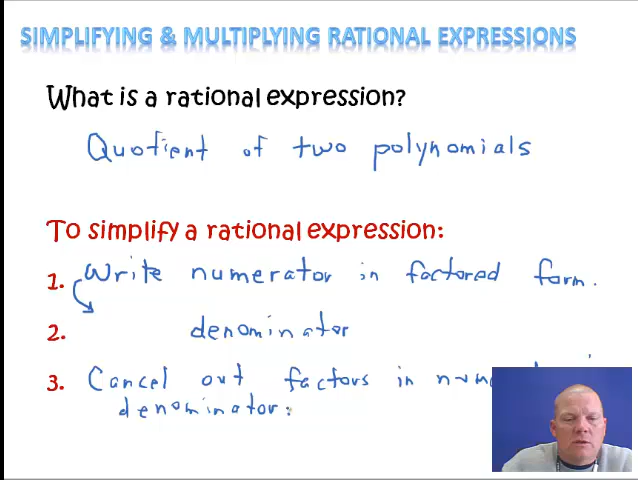 SIMPLIFYING & MULTIPLYING RATIONAL EXPRESSIONS
What is a rational expression?
Quotient of two polynomials
To simplify a rational expression:
1. Write numerator in factored form.
2. denominator
3. Cancel out factors in
denominator.